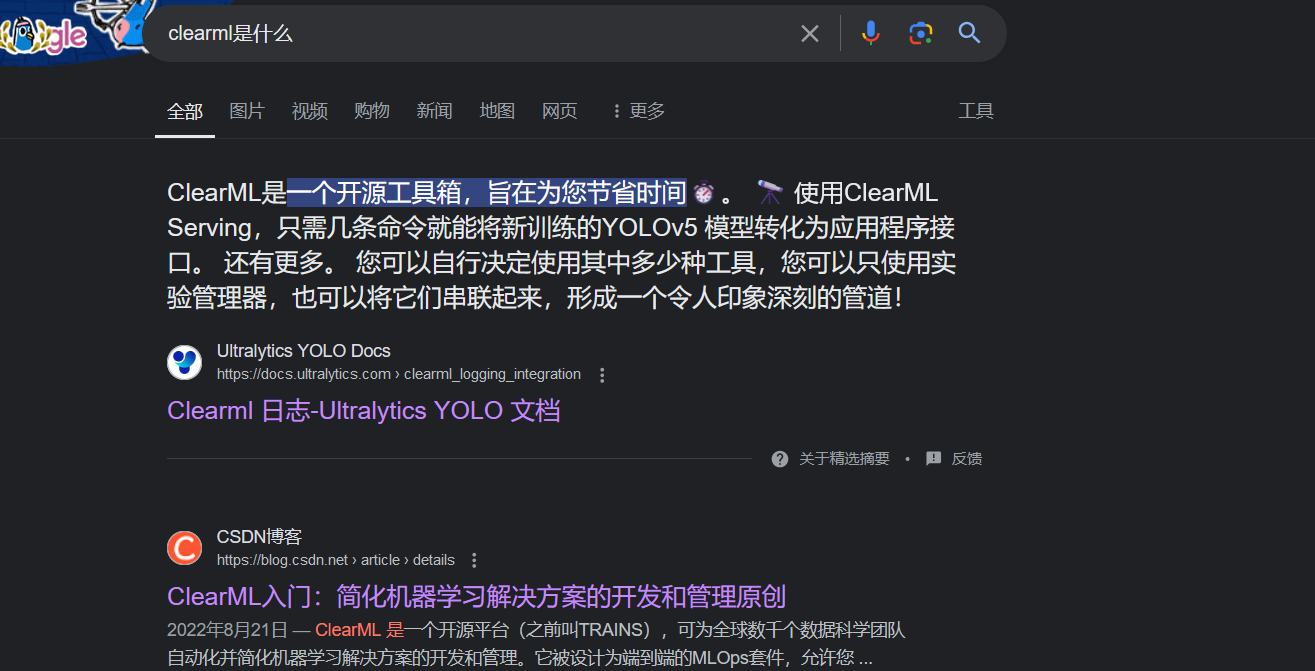 gle
clearml是什么
全部 图片 视频 购物 新闻 地图 网页 更多 工具
ClearML是一个开源工具箱，旨在为您节省时间⏱️。 🔭 使用ClearML
Serving，只需几条命令就能将新训练的YOLOv5 模型转化为应用程序接
口。 还有更多。 您可以自行决定使用其中多少种工具，您可以只使用实
验管理器，也可以将它们串联起来，形成一个令人印象深刻的管道！
Ultralytics YOLO Docs
https://docs.ultralytics.com › clearml_logging_integration
Clearml 日志-Ultralytics YOLO 文档
关于精选摘要 • 反馈
CSDN博客
https://blog.csdn.net › article › details
ClearML入门：简化机器学习解决方案的开发和管理原创
2022年8月21日 — ClearML 是一个开源平台（之前叫TRAINS），可为全球数千个数据科学团队
自动化并简化机器学习解决方案的开发和管理。它被设计为端到端的MLOps套件，允许您 ...